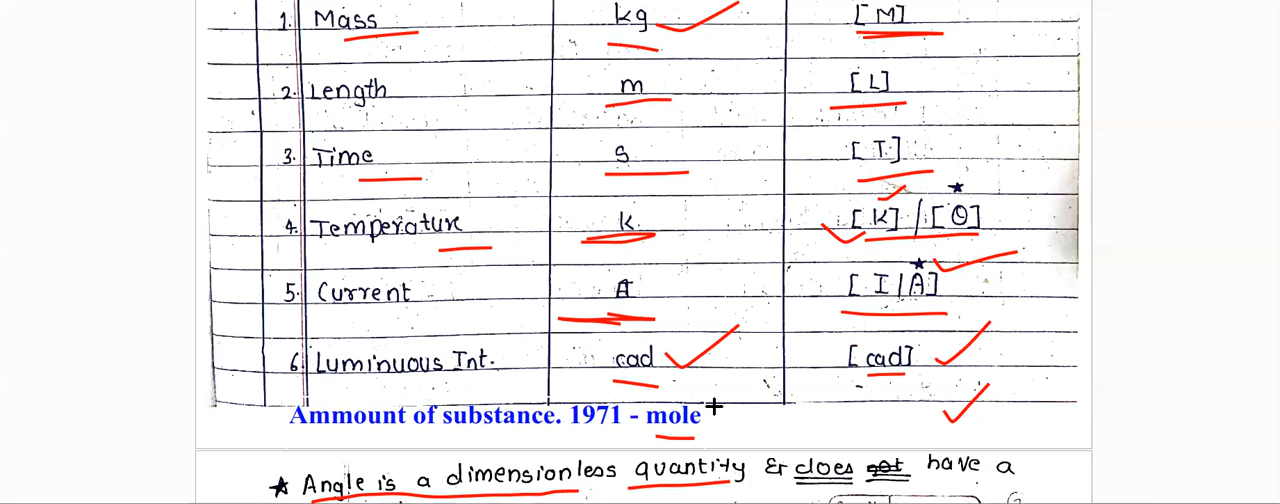 1. Mass kg [M]
2. Length m [L]
3. Time s [T]
4. Temperature K [K] / [θ]
5. Current A [I/A]
6. Luminuous Int. cad [cad]
Ammount of substance. 1971 - mole
★ Angle is a dimensionless quantity & does not have a